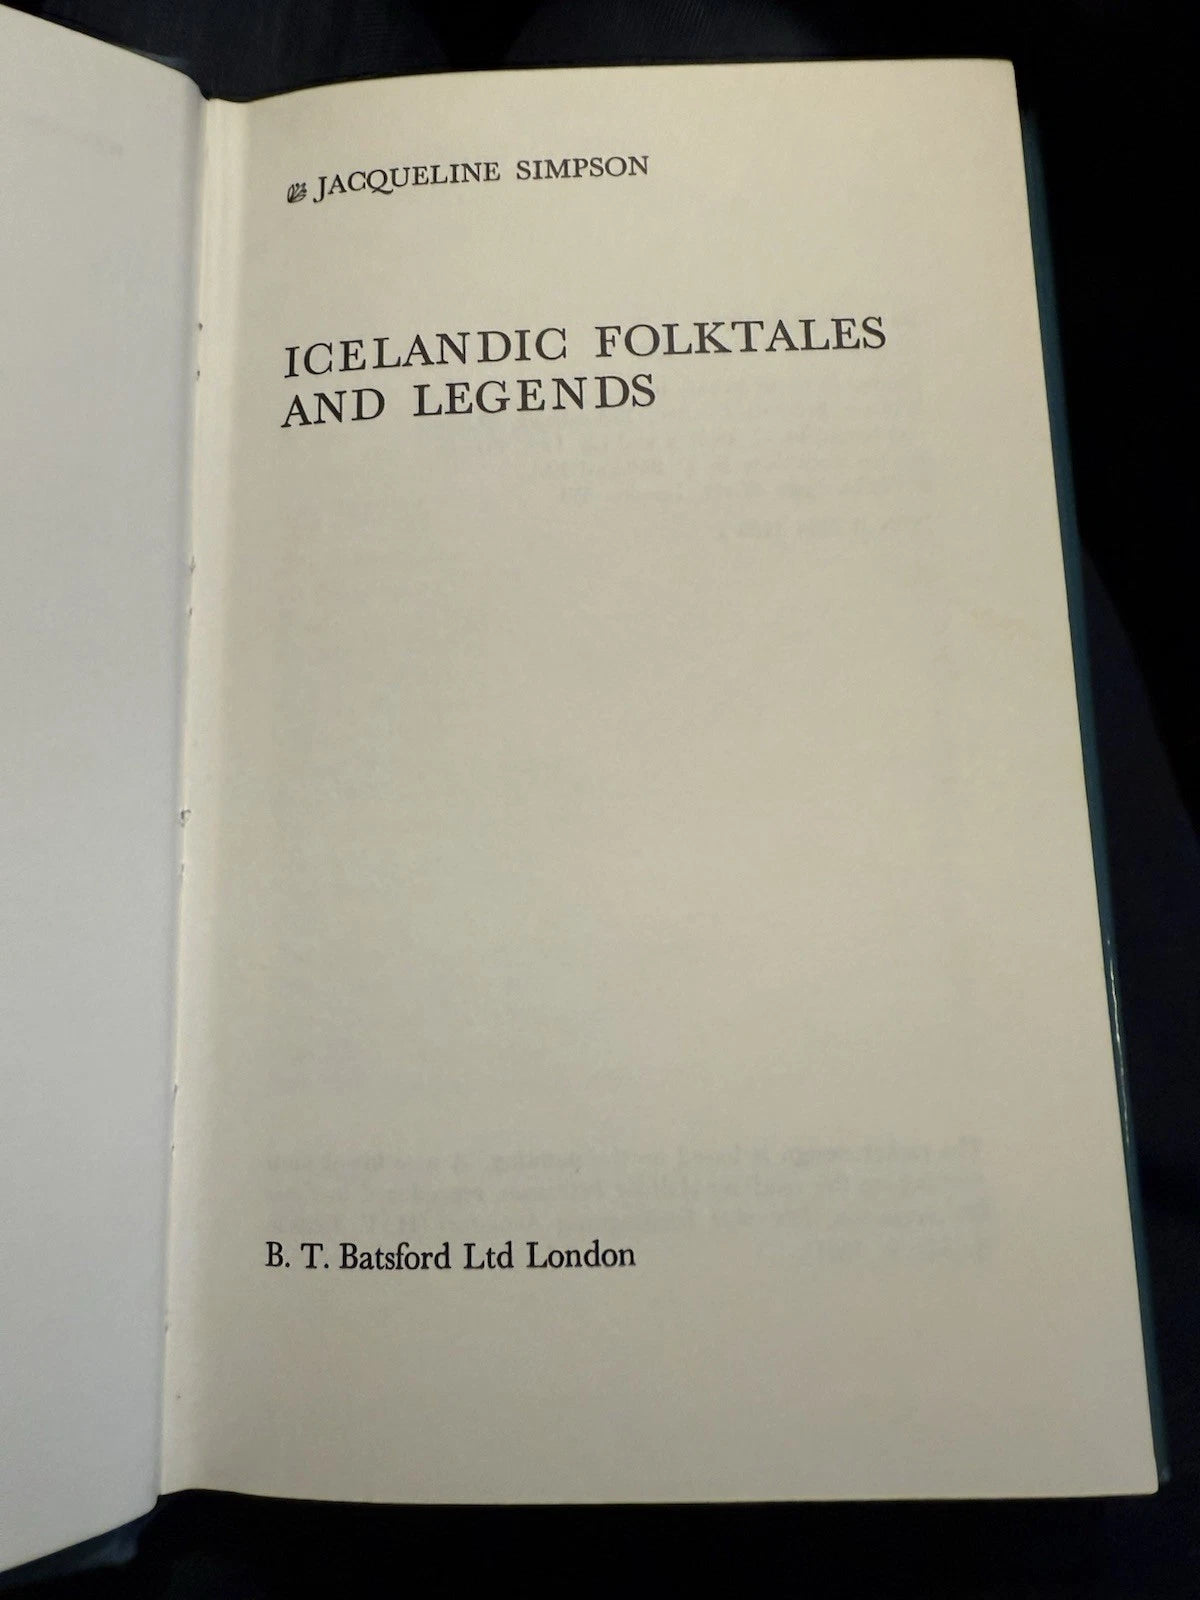 JACQUELINE SIMPSON
ICELANDIC FOLKTALES
AND LEGENDS
B. T. Batsford Ltd London